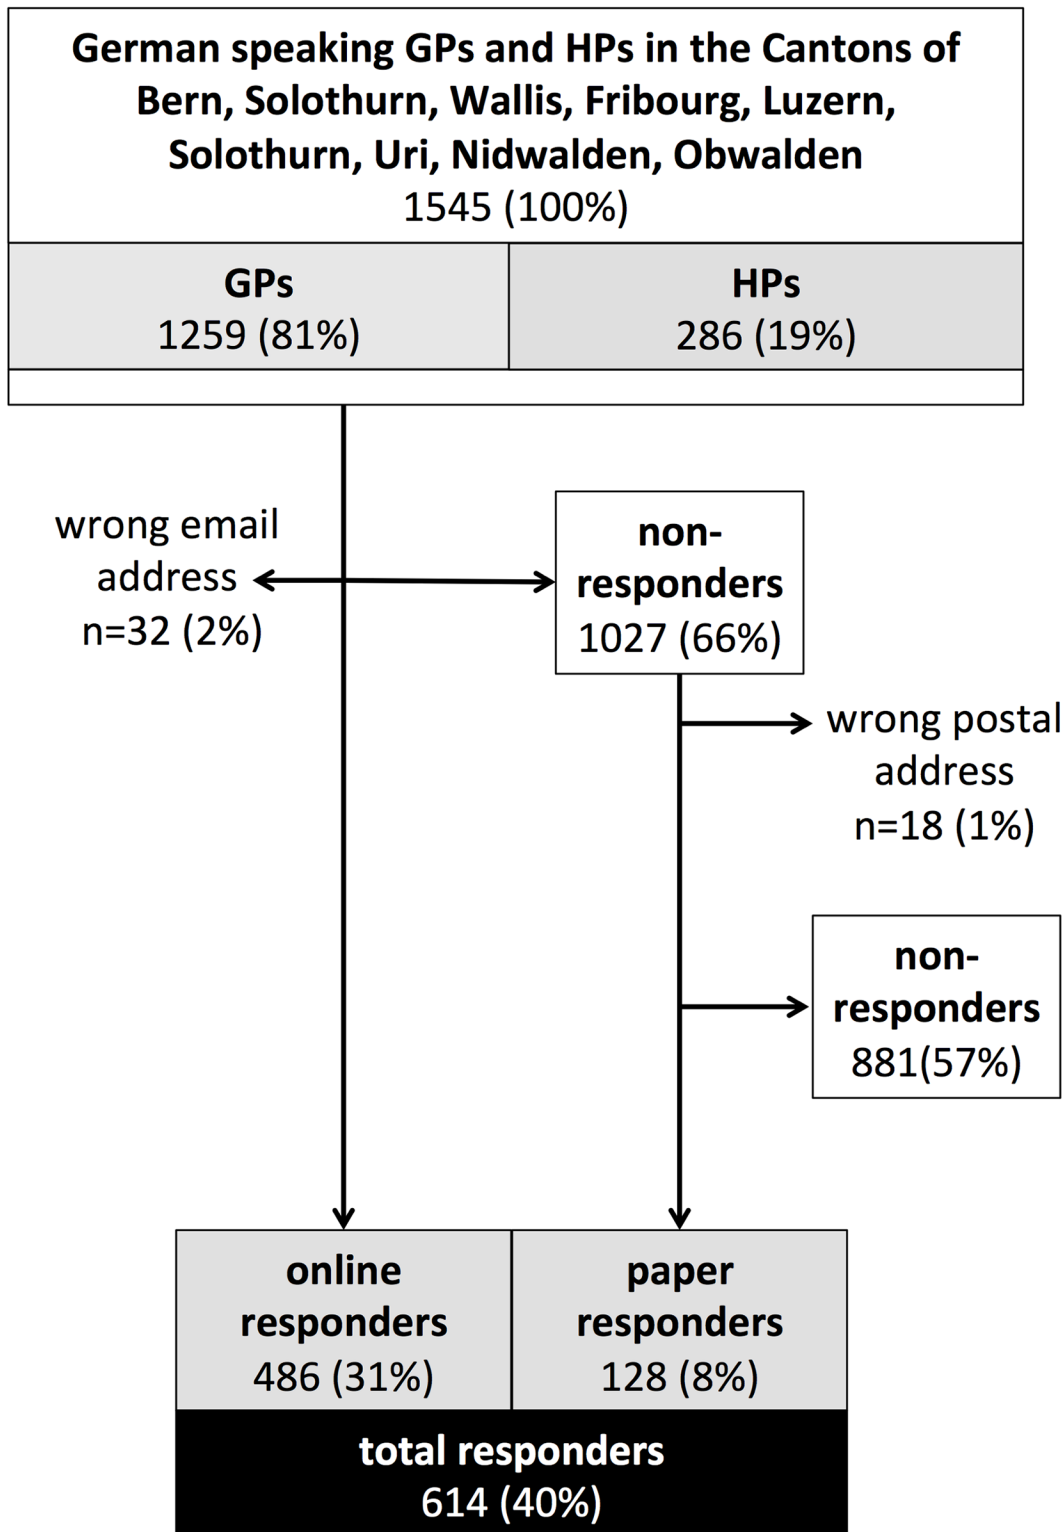 German speaking GPs and HPs in the Cantons of
Bern, Solothurn, Wallis, Fribourg, Luzern,
Solothurn, Uri, Nidwalden, Obwalden
1545 (100%)
GPs
1259 (81%)
HPs
286 (19%)
wrong email
address
n=32 (2%)
non-
responders
1027 (66%)
wrong postal
address
n=18 (1%)
non-
responders
881(57%)
online
responders
486 (31%)
paper
responders
128 (8%)
total responders
614 (40%)